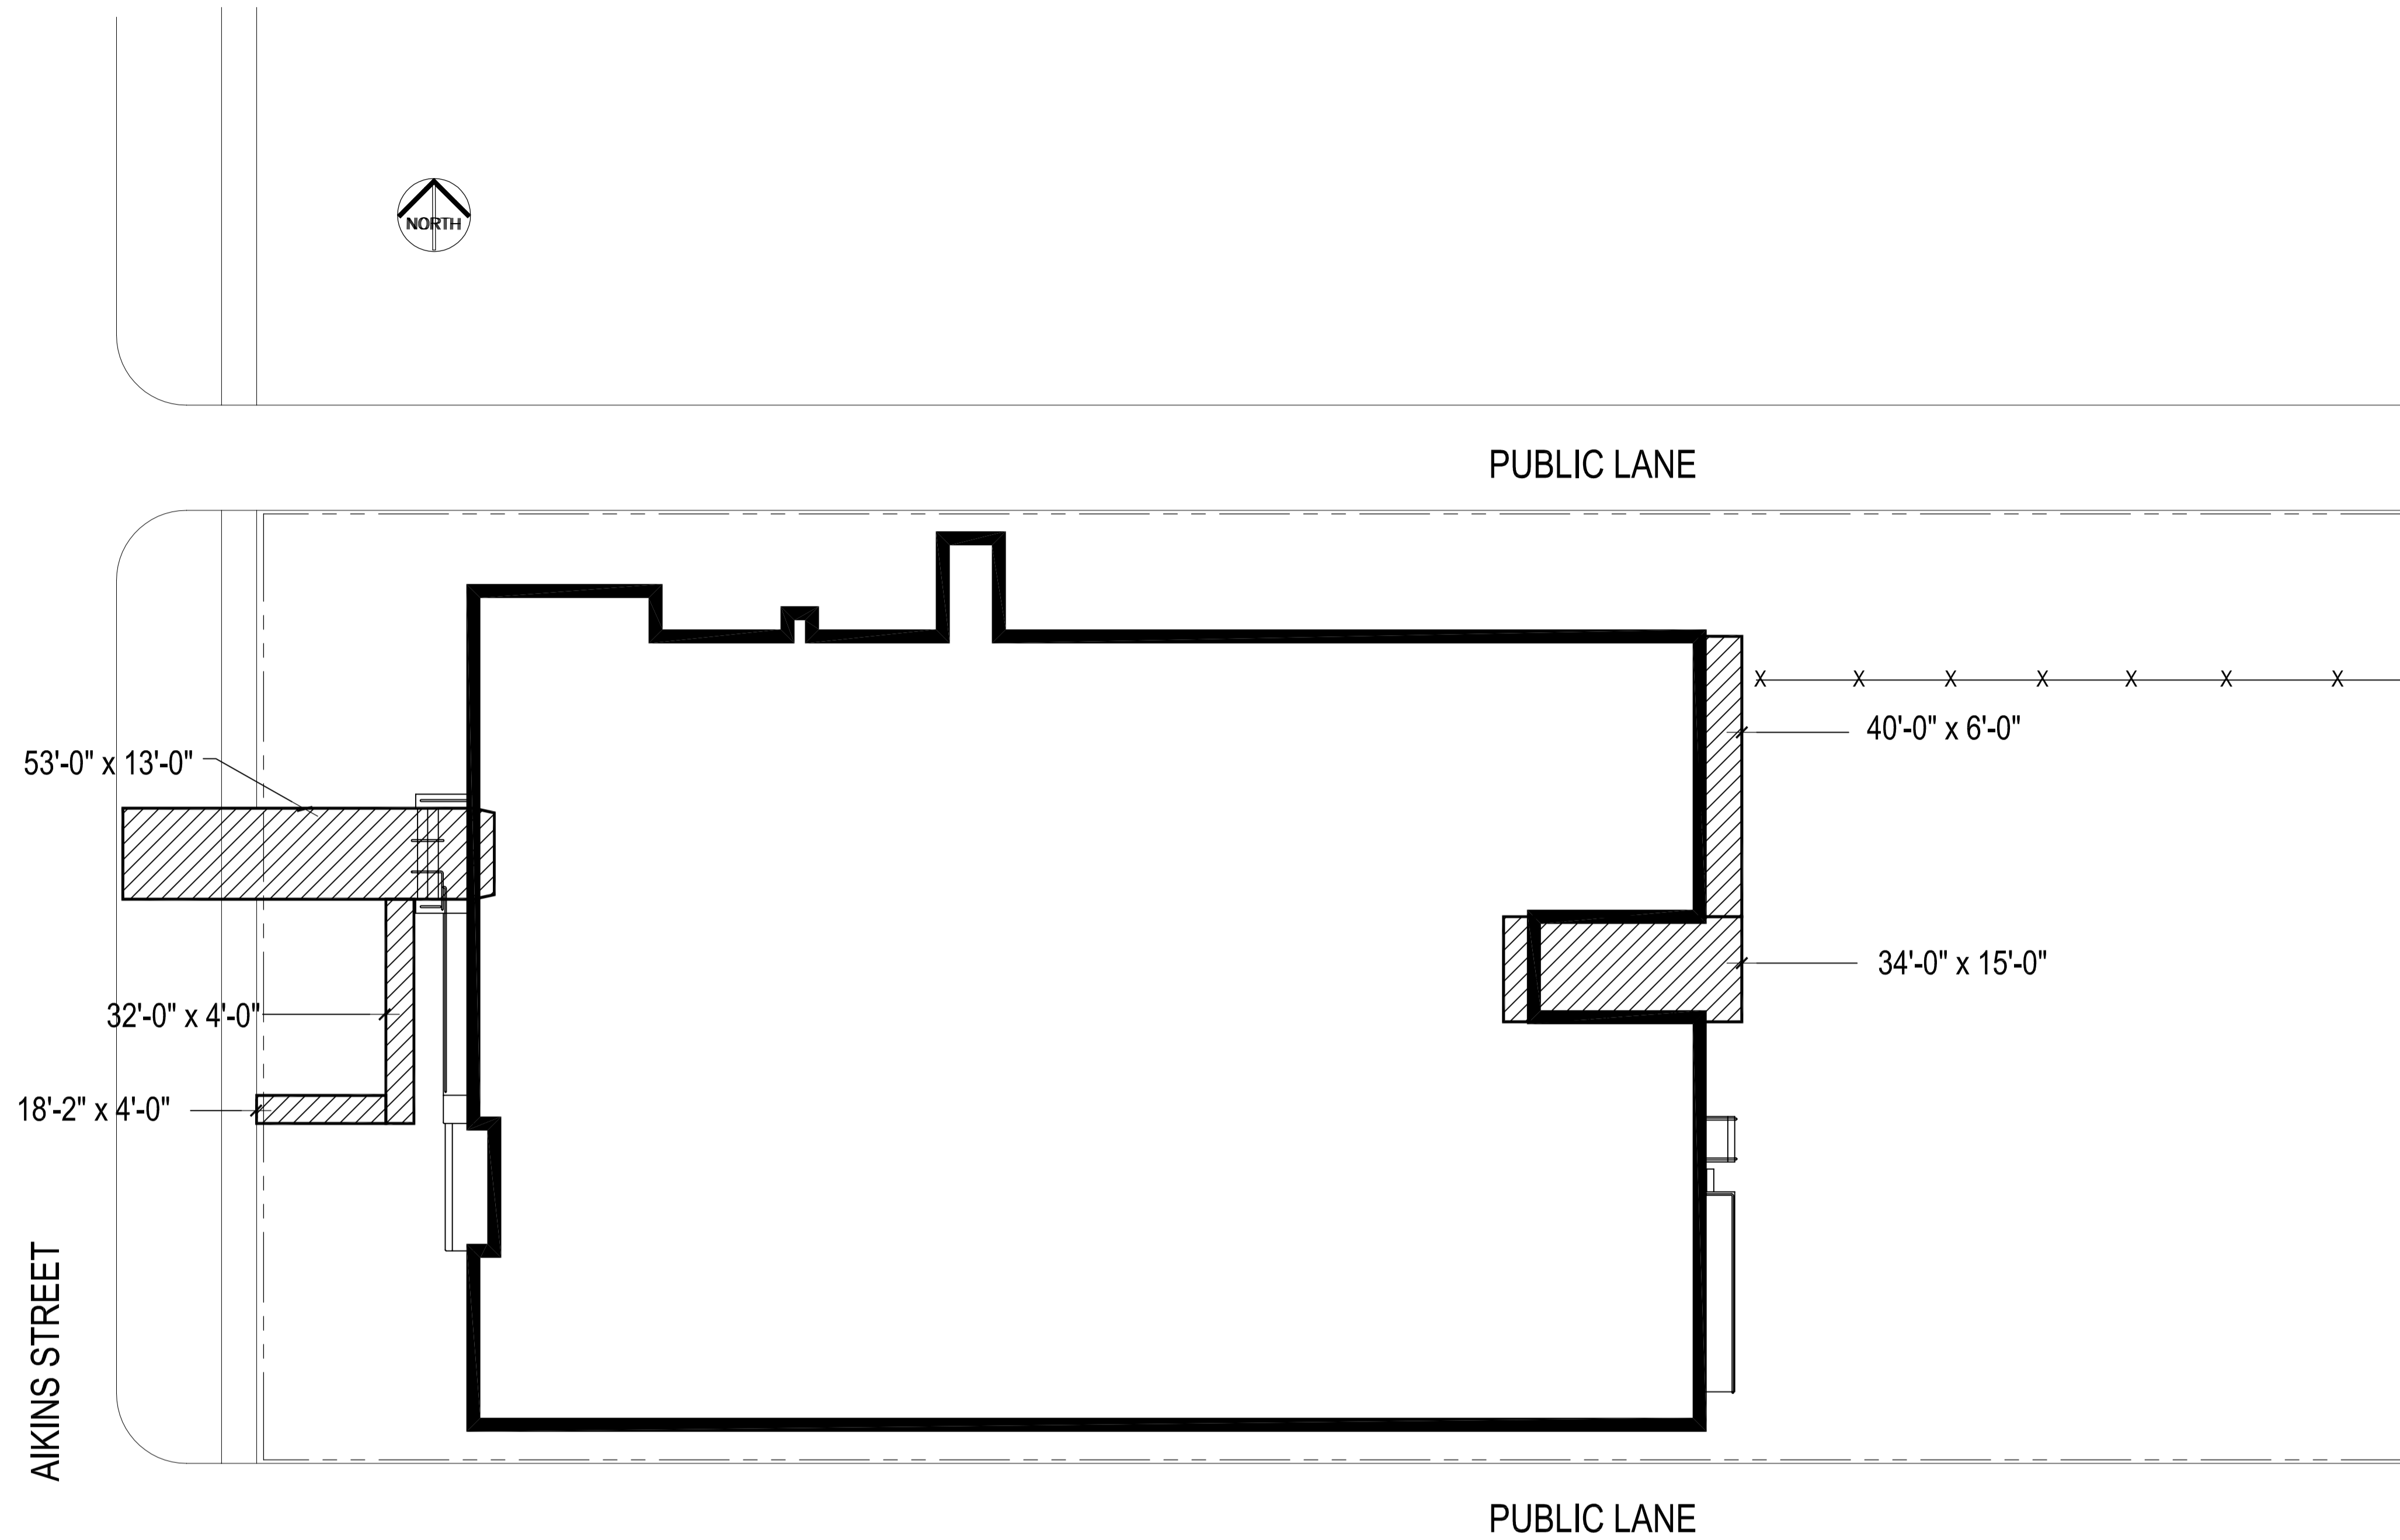 NORTH
PUBLIC LANE
X X X X X X X
40'-0" x 6'-0"
53'-0" x 13'-0"
34'-0" x 15'-0"
32'-0" x 4'-0"
18'-2" x 4'-0"
AIKINS STREET
PUBLIC LANE